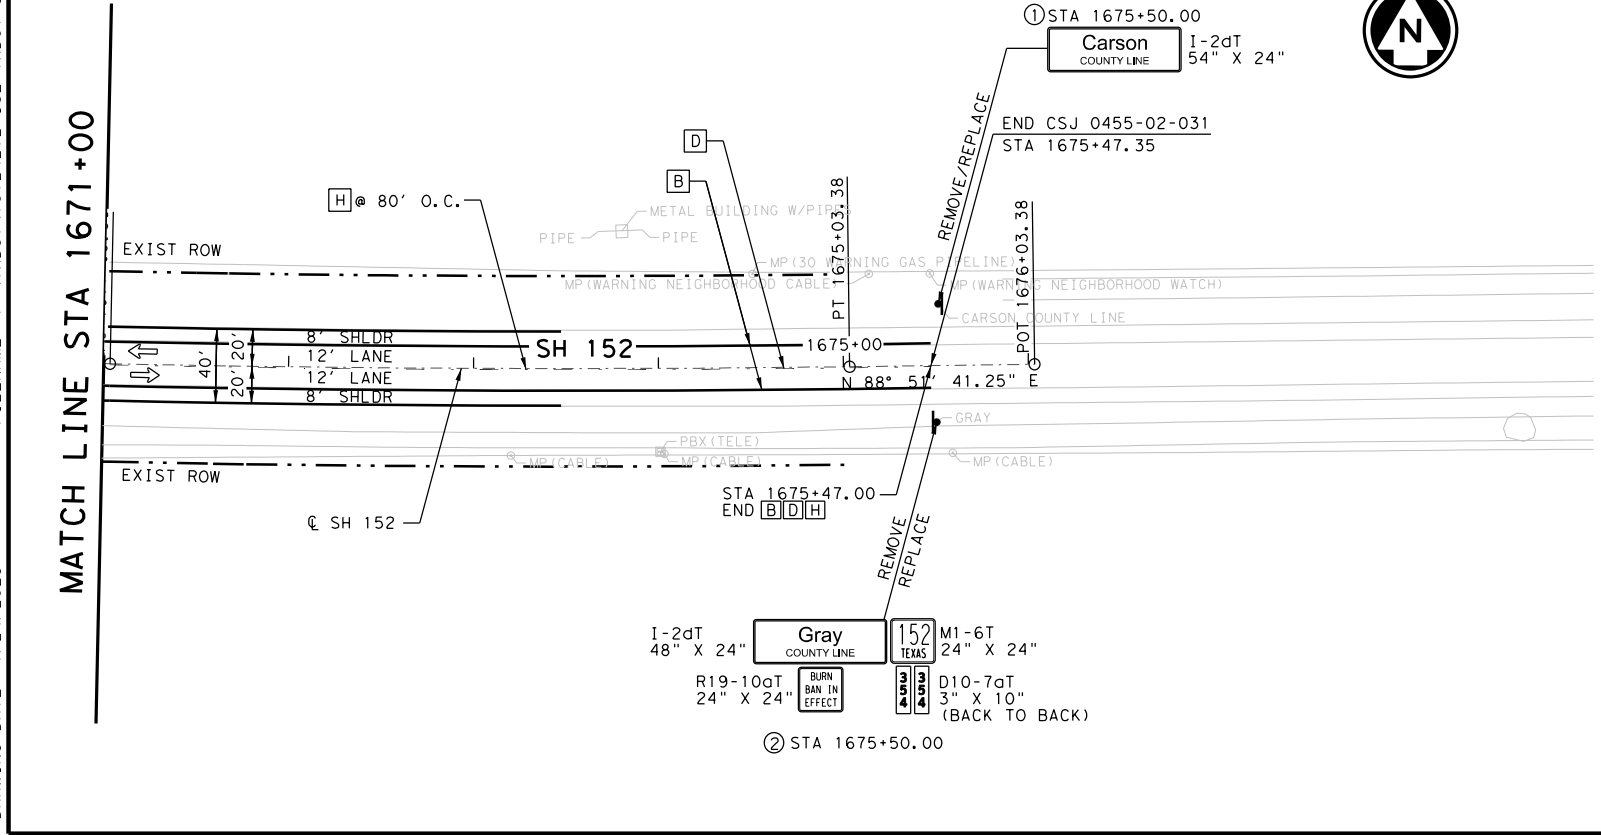 ① STA 1675+50.00
Carson
COUNTY LINE
I-2dT
54" X 24"
N
REMOVE/REPLACE
END CSJ 0455-02-031
STA 1675+47.35
MATCH LINE STA 1671+00
D
B
H @ 80' O.C.
METAL BUILDING W/PIPES
PIPE
PIPE
PT 1675+03.38
POT 1676+03.38
EXIST ROW
MP(30 WARNING GAS PIPELINE)
MP(WARNING NEIGHBORHOOD CABLE)
MP(WARNING NEIGHBORHOOD WATCH)
CARSON COUNTY LINE
8' SHLDR
12' LANE
12' LANE
8' SHLDR
40'
20'
20'
SH 152
1675+00
N 88° 51' 41.25" E
GRAY
PBX(TELE)
MP(CABLE)
MP(CABLE)
MP(CABLE)
EXIST ROW
℄ SH 152
STA 1675+47.00
END B D H
REMOVE
REPLACE
I-2dT
48" X 24"
Gray
COUNTY LINE
152
TEXAS
M1-6T
24" X 24"
R19-10aT
24" X 24"
BURN
BAN IN
EFFECT
354
354
D10-7aT
3" X 10"
(BACK TO BACK)
② STA 1675+50.00